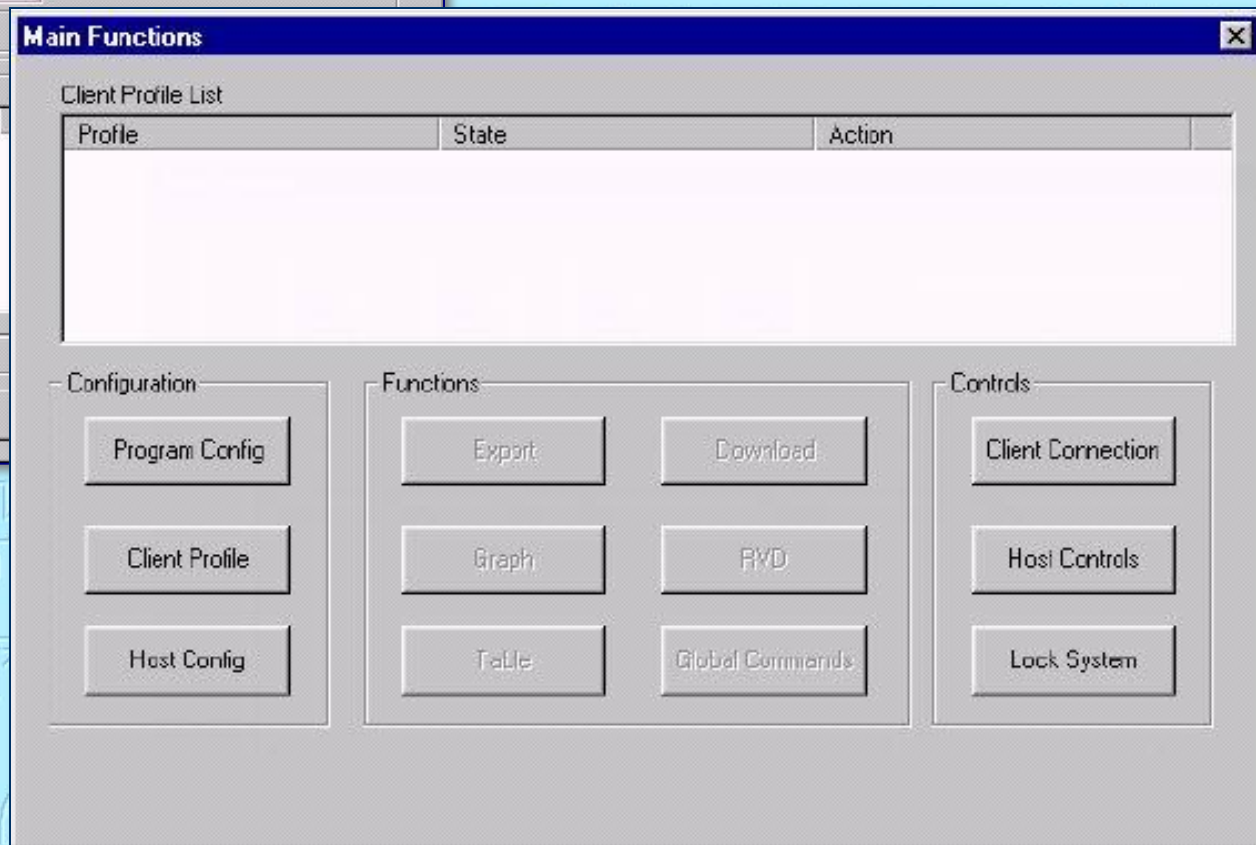 Main Functions
Client Profile List
Profile State Action
Configuration Functions Controls
Program Config Export Download Client Connection
Client Profile Graph RVD Host Controls
Host Config Table Global Commands Lock System